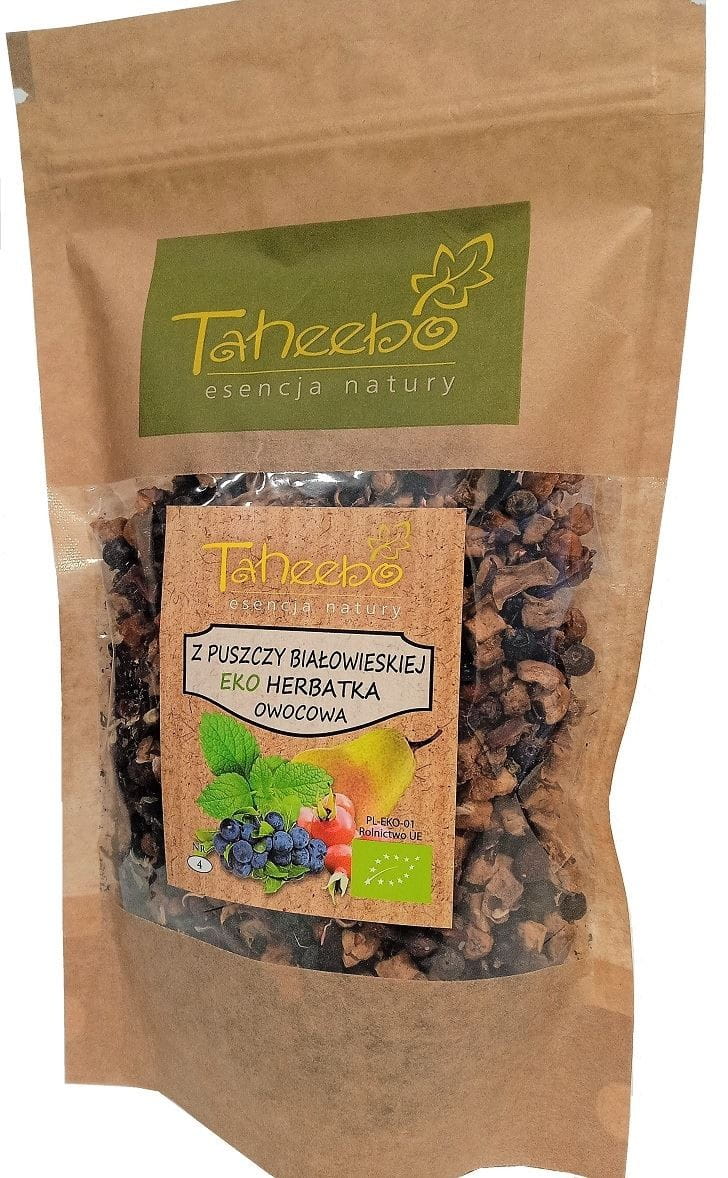 Taheebo
esencja natury
Taheebo
esencja natury
Z PUSZCZY BIAŁOWIESKIEJ
EKO HERBATKA
OWOCOWA
PL-EKO-01
Rolnictwo UE
NR
4